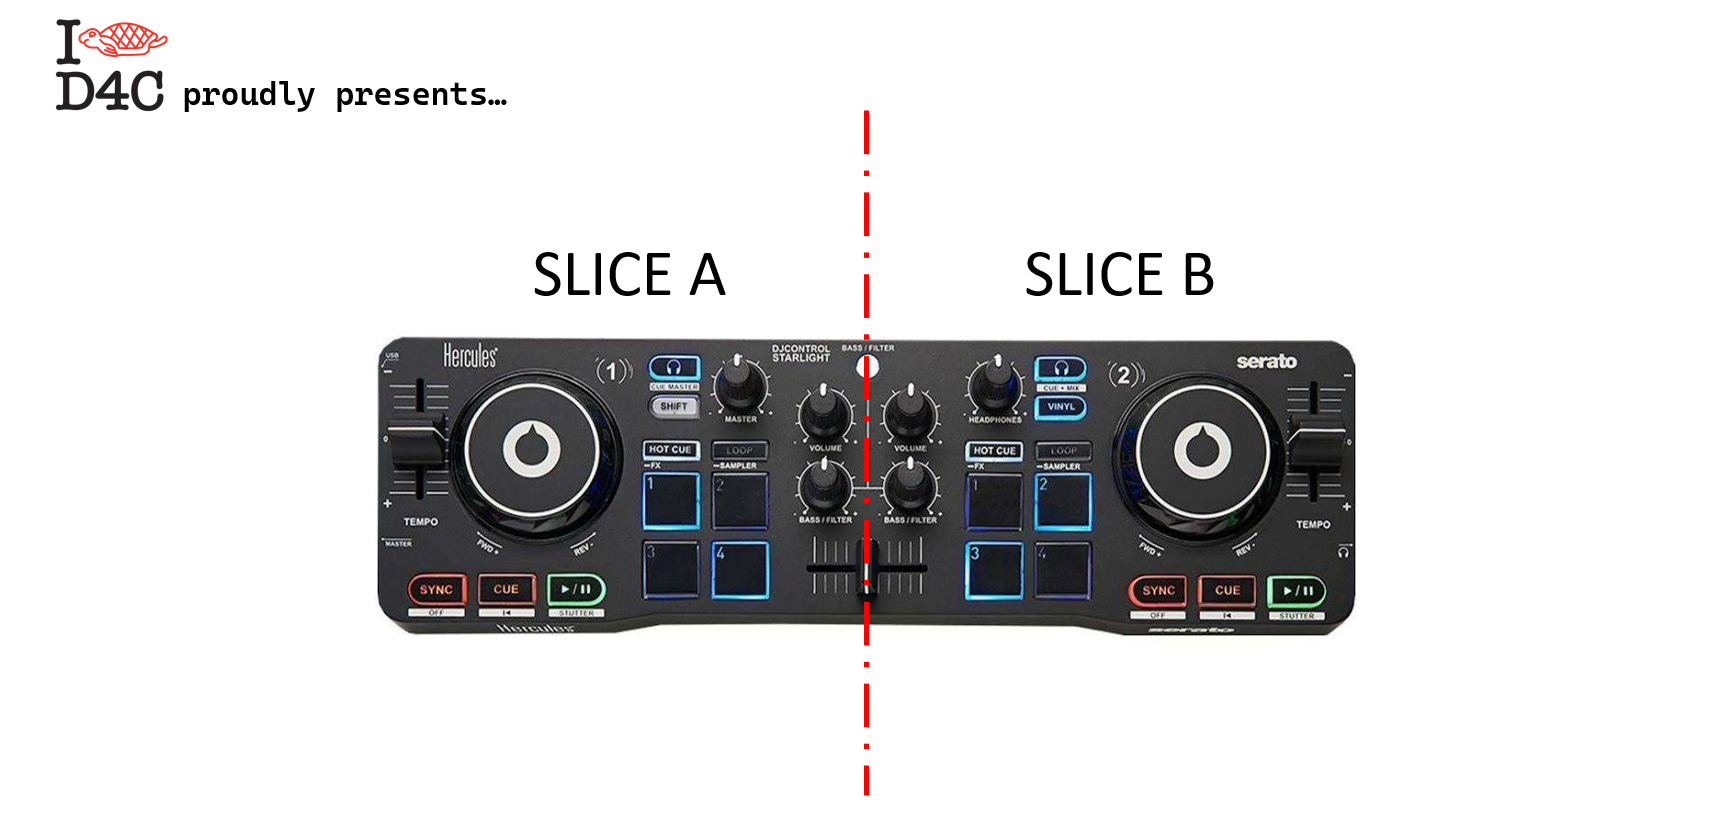 I
D4C proudly presents…
SLICE A
SLICE B
USB
Hercules
(1)
CUE MASTER
SHIFT
MASTER
DJCONTROL
STARLIGHT
BASS / FILTER
HEADPHONES
CUE + MIX
VINYL
(2)
serato
VOLUME
VOLUME
HOT CUE
LOOP
FX
SAMPLER
HOT CUE
LOOP
FX
SAMPLER
1
2
3
4
1
2
3
4
BASS / FILTER
BASS / FILTER
0
0
TEMPO
MASTER
FWD +
REV -
FWD +
REV -
TEMPO
SYNC
CUE
▶/II
OFF
I◀
STUTTER
SYNC
CUE
▶/II
OFF
I◀
STUTTER
Hercules
serato